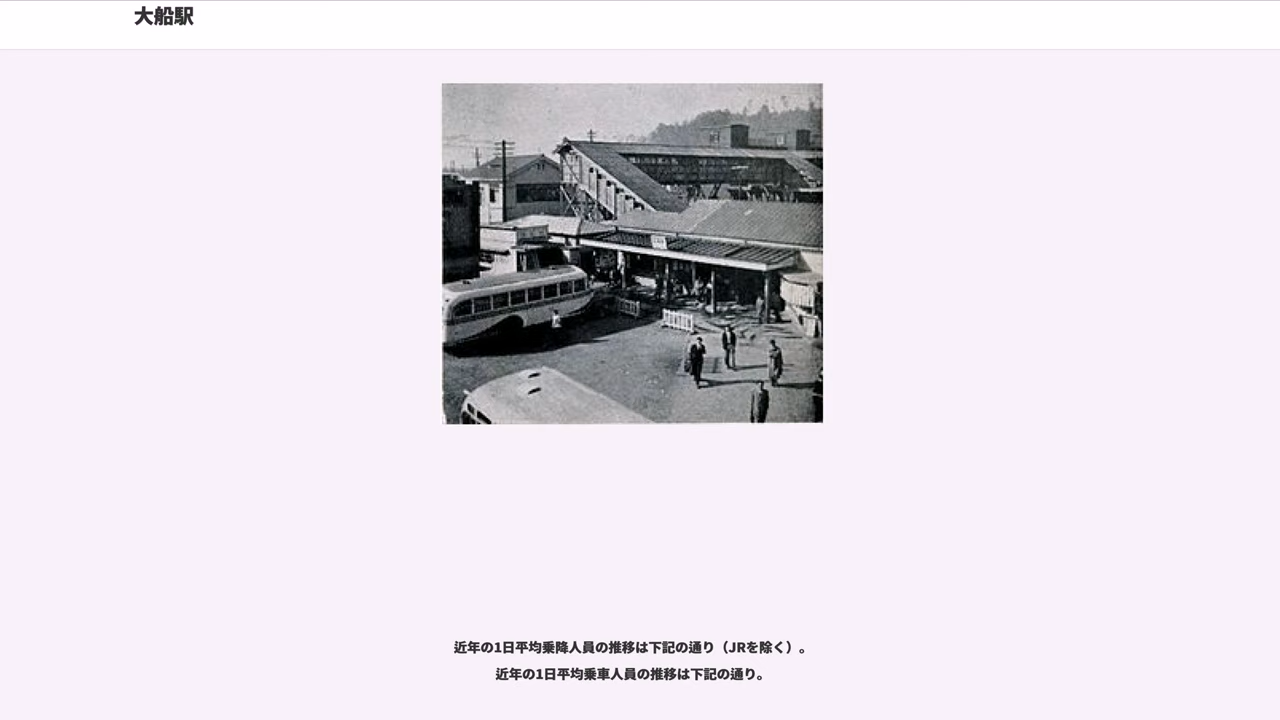 大船駅
近年の1日平均乗降人員の推移は下記の通り（JRを除く）。
近年の1日平均乗車人員の推移は下記の通り。